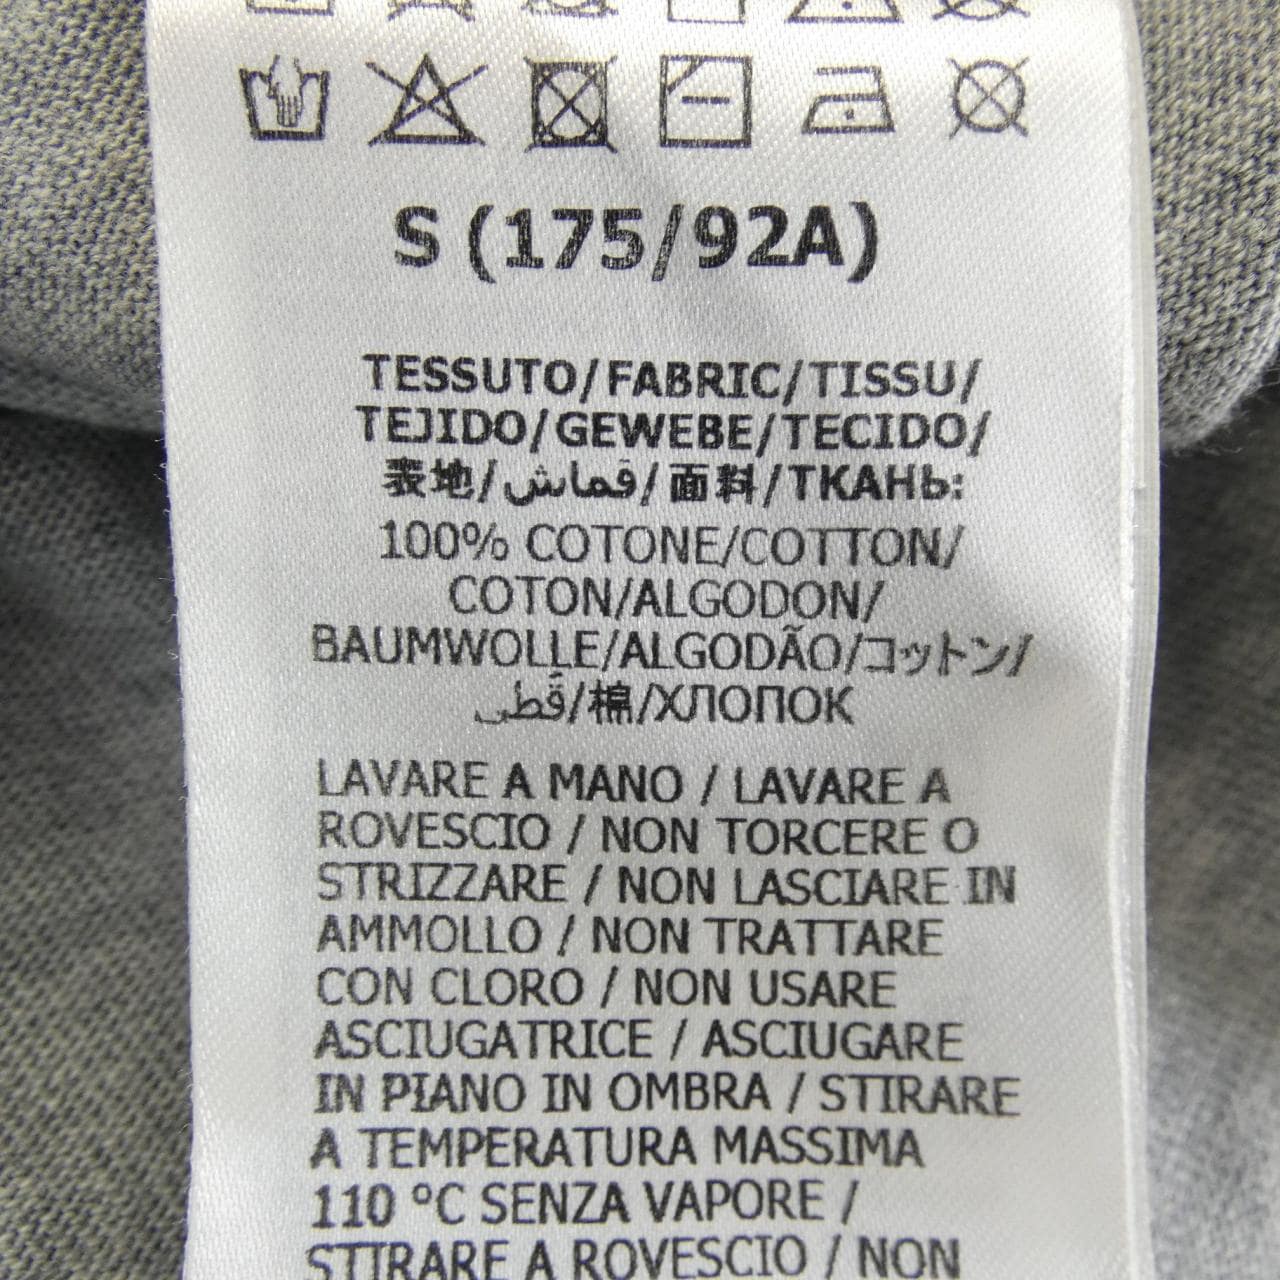 S (175/92A)
TESSUTO/FABRIC/TISSU/
TEJIDO/GEWEBE/TECIDO/
表地/قماش/面料/ТКАНЬ:
100% COTONE/COTTON/
COTON/ALGODON/
BAUMWOLLE/ALGODÃO/コットン/
قطن/棉/ХЛОПОК
LAVARE A MANO / LAVARE A
ROVESCIO / NON TORCERE O
STRIZZARE / NON LASCIARE IN
AMMOLLO / NON TRATTARE
CON CLORO / NON USARE
ASCIUGATRICE / ASCIUGARE
IN PIANO IN OMBRA / STIRARE
A TEMPERATURA MASSIMA
110 °C SENZA VAPORE /
STIRARE A ROVESCIO / NON